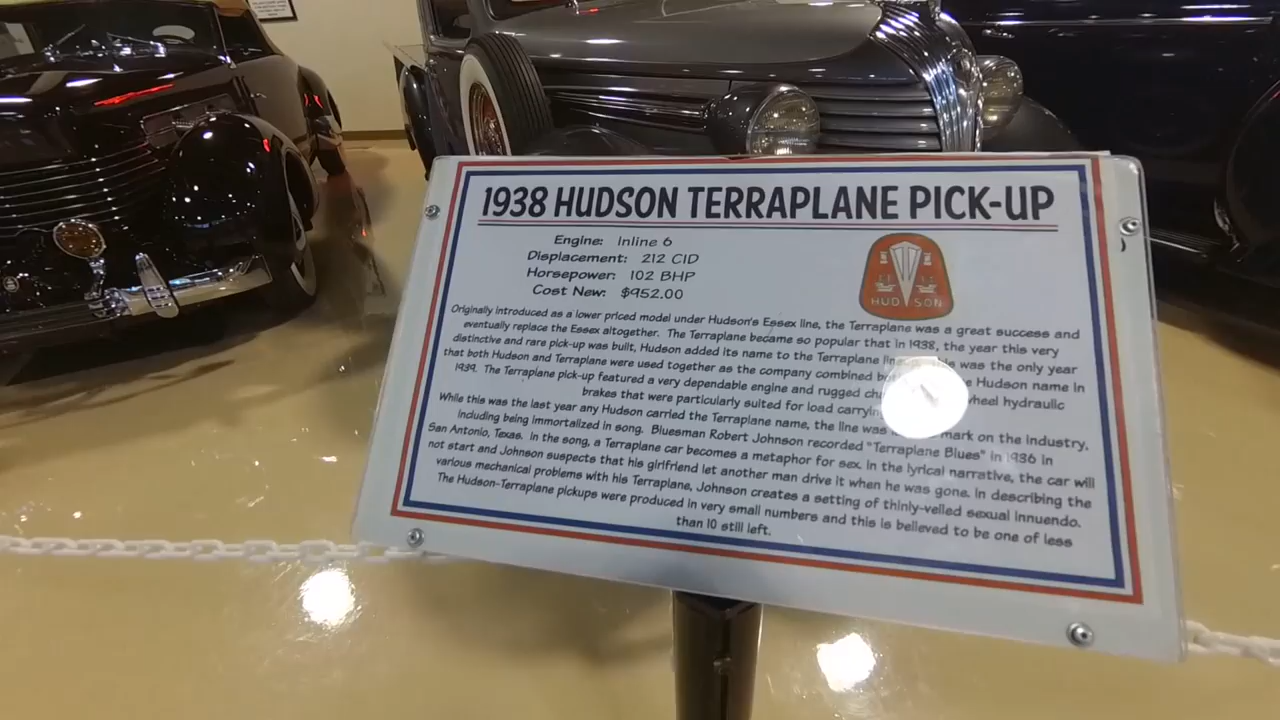 1938 HUDSON TERRAPLANE PICK-UP
Engine: Inline 6
Displacement: 212 CID
Horsepower: 102 BHP
Cost New: $952.00
HUDSON
Originally introduced as a lower priced model under Hudson's Essex line, the Terraplane was a great success and
eventually replace the Essex altogether. The Terraplane became so popular that in 1938, the year this very
distinctive and rare pick-up was built, Hudson added its name to the Terraplane was the only year
that both Hudson and Terraplane were used together as the company combined Hudson name in
1939. The Terraplane pick-up featured a very dependable engine and rugged hydraulic
brakes that were particularly suited for load
While this was the last year any Hudson carried the Terraplane name, the line was mark on the industry,
including being immortalized in song. Bluesman Robert Johnson recorded "Terraplane Blues" in 1936 in
San Antonio, Texas. In the song, a Terraplane car becomes a metaphor for sex. In the lyrical narrative, the car will
not start and Johnson suspects that his girlfriend let another man drive it when he was gone. In describing the
various mechanical problems with his Terraplane, Johnson creates a setting of thinly-veiled sexual innuendo.
The Hudson-Terraplane pickups were produced in very small numbers and this is believed to be one of less
than 10 still left.